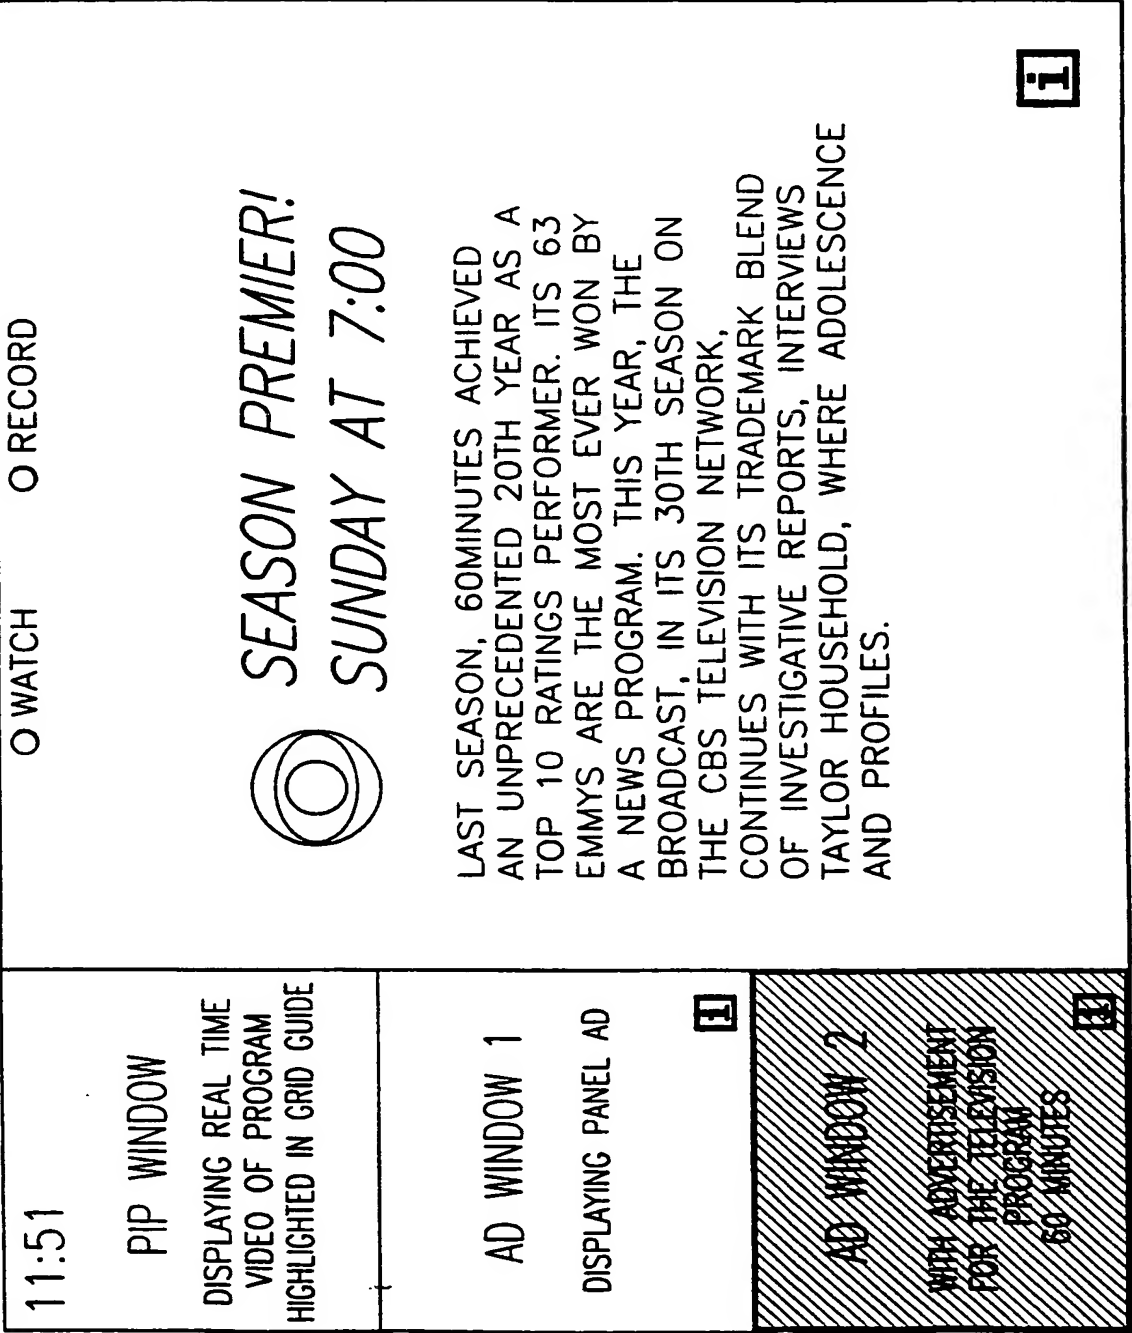 11:51
PIP WINDOW
DISPLAYING REAL TIME
VIDEO OF PROGRAM
HIGHLIGHTED IN GRID GUIDE
AD WINDOW 1
DISPLAYING PANEL AD
i
AD WINDOW 2
WITH ADVERTISEMENT
FOR THE TELEVISION
PROGRAM
60 MINUTES
i
O WATCH O RECORD
SEASON PREMIER!
SUNDAY AT 7:00
LAST SEASON, 60MINUTES ACHIEVED
AN UNPRECEDENTED 20TH YEAR AS A
TOP 10 RATINGS PERFORMER. ITS 63
EMMYS ARE THE MOST EVER WON BY
A NEWS PROGRAM. THIS YEAR, THE
BROADCAST, IN ITS 30TH SEASON ON
THE CBS TELEVISION NETWORK,
CONTINUES WITH ITS TRADEMARK BLEND
OF INVESTIGATIVE REPORTS, INTERVIEWS
TAYLOR HOUSEHOLD, WHERE ADOLESCENCE
AND PROFILES.
i